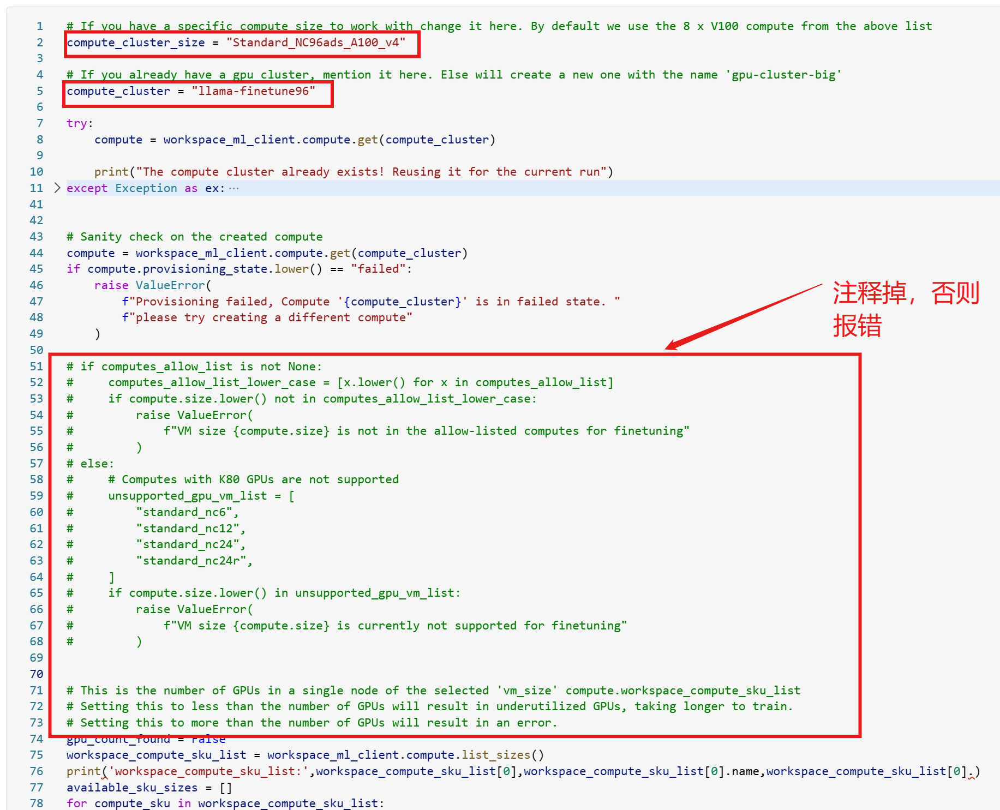 1 # If you have a specific compute size to work with change it here. By default we use the 8 x V100 compute from the above list
2 compute_cluster_size = "Standard_NC96ads_A100_v4"
3
4 # If you already have a gpu cluster, mention it here. Else will create a new one with the name 'gpu-cluster-big'
5 compute_cluster = "llama-finetune96"
6
7 try:
8     compute = workspace_ml_client.compute.get(compute_cluster)
9
10     print("The compute cluster already exists! Reusing it for the current run")
11 except Exception as ex:···
41
42
43 # Sanity check on the created compute
44 compute = workspace_ml_client.compute.get(compute_cluster)
45 if compute.provisioning_state.lower() == "failed":
46     raise ValueError(
47         f"Provisioning failed, Compute '{compute_cluster}' is in failed state. "
48         f"please try creating a different compute"
49     )
注释掉，否则
报错
50
51 # if computes_allow_list is not None:
52 #     computes_allow_list_lower_case = [x.lower() for x in computes_allow_list]
53 #     if compute.size.lower() not in computes_allow_list_lower_case:
54 #         raise ValueError(
55 #             f"VM size {compute.size} is not in the allow-listed computes for finetuning"
56 #         )
57 # else:
58 #     # Computes with K80 GPUs are not supported
59 #     unsupported_gpu_vm_list = [
60 #         "standard_nc6",
61 #         "standard_nc12",
62 #         "standard_nc24",
63 #         "standard_nc24r",
64 #     ]
65 #     if compute.size.lower() in unsupported_gpu_vm_list:
66 #         raise ValueError(
67 #             f"VM size {compute.size} is currently not supported for finetuning"
68 #         )
69
70
71 # This is the number of GPUs in a single node of the selected 'vm_size' compute.workspace_compute_sku_list
72 # Setting this to less than the number of GPUs will result in underutilized GPUs, taking longer to train.
73 # Setting this to more than the number of GPUs will result in an error.
74 gpu_count_found = False
75 workspace_compute_sku_list = workspace_ml_client.compute.list_sizes()
76 print('workspace_compute_sku_list:',workspace_compute_sku_list[0],workspace_compute_sku_list[0].name,workspace_compute_sku_list[0].)
77 available_sku_sizes = []
78 for compute_sku in workspace_compute_sku_list: